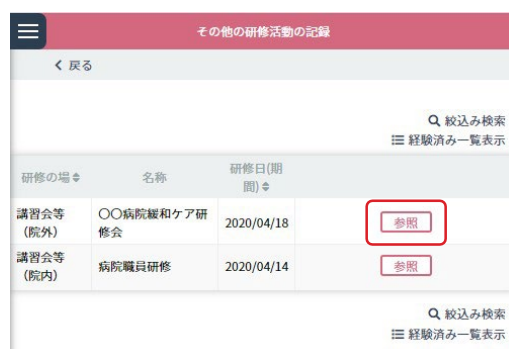 その他の研修活動の記録
戻る
絞込み検索
経験済み一覧表示
研修の場 名称 研修日(期
間)
講習会等
（院外） 〇〇病院緩和ケア研
修会 2020/04/18 参照
講習会等
（院内） 病院職員研修 2020/04/14 参照
絞込み検索
経験済み一覧表示